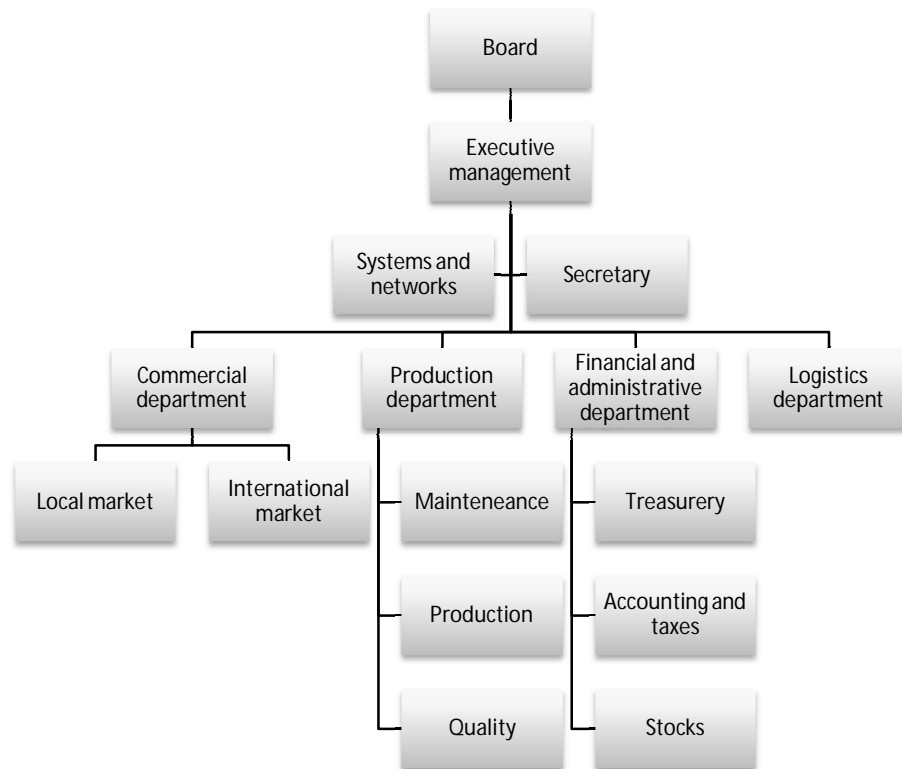 Board
Executive
management
Systems and
networks
Secretary
Commercial
department
Production
department
Financial and
administrative
department
Logistics
department
Local market
International
market
Mainteneance
Treasurery
Production
Accounting and
taxes
Quality
Stocks